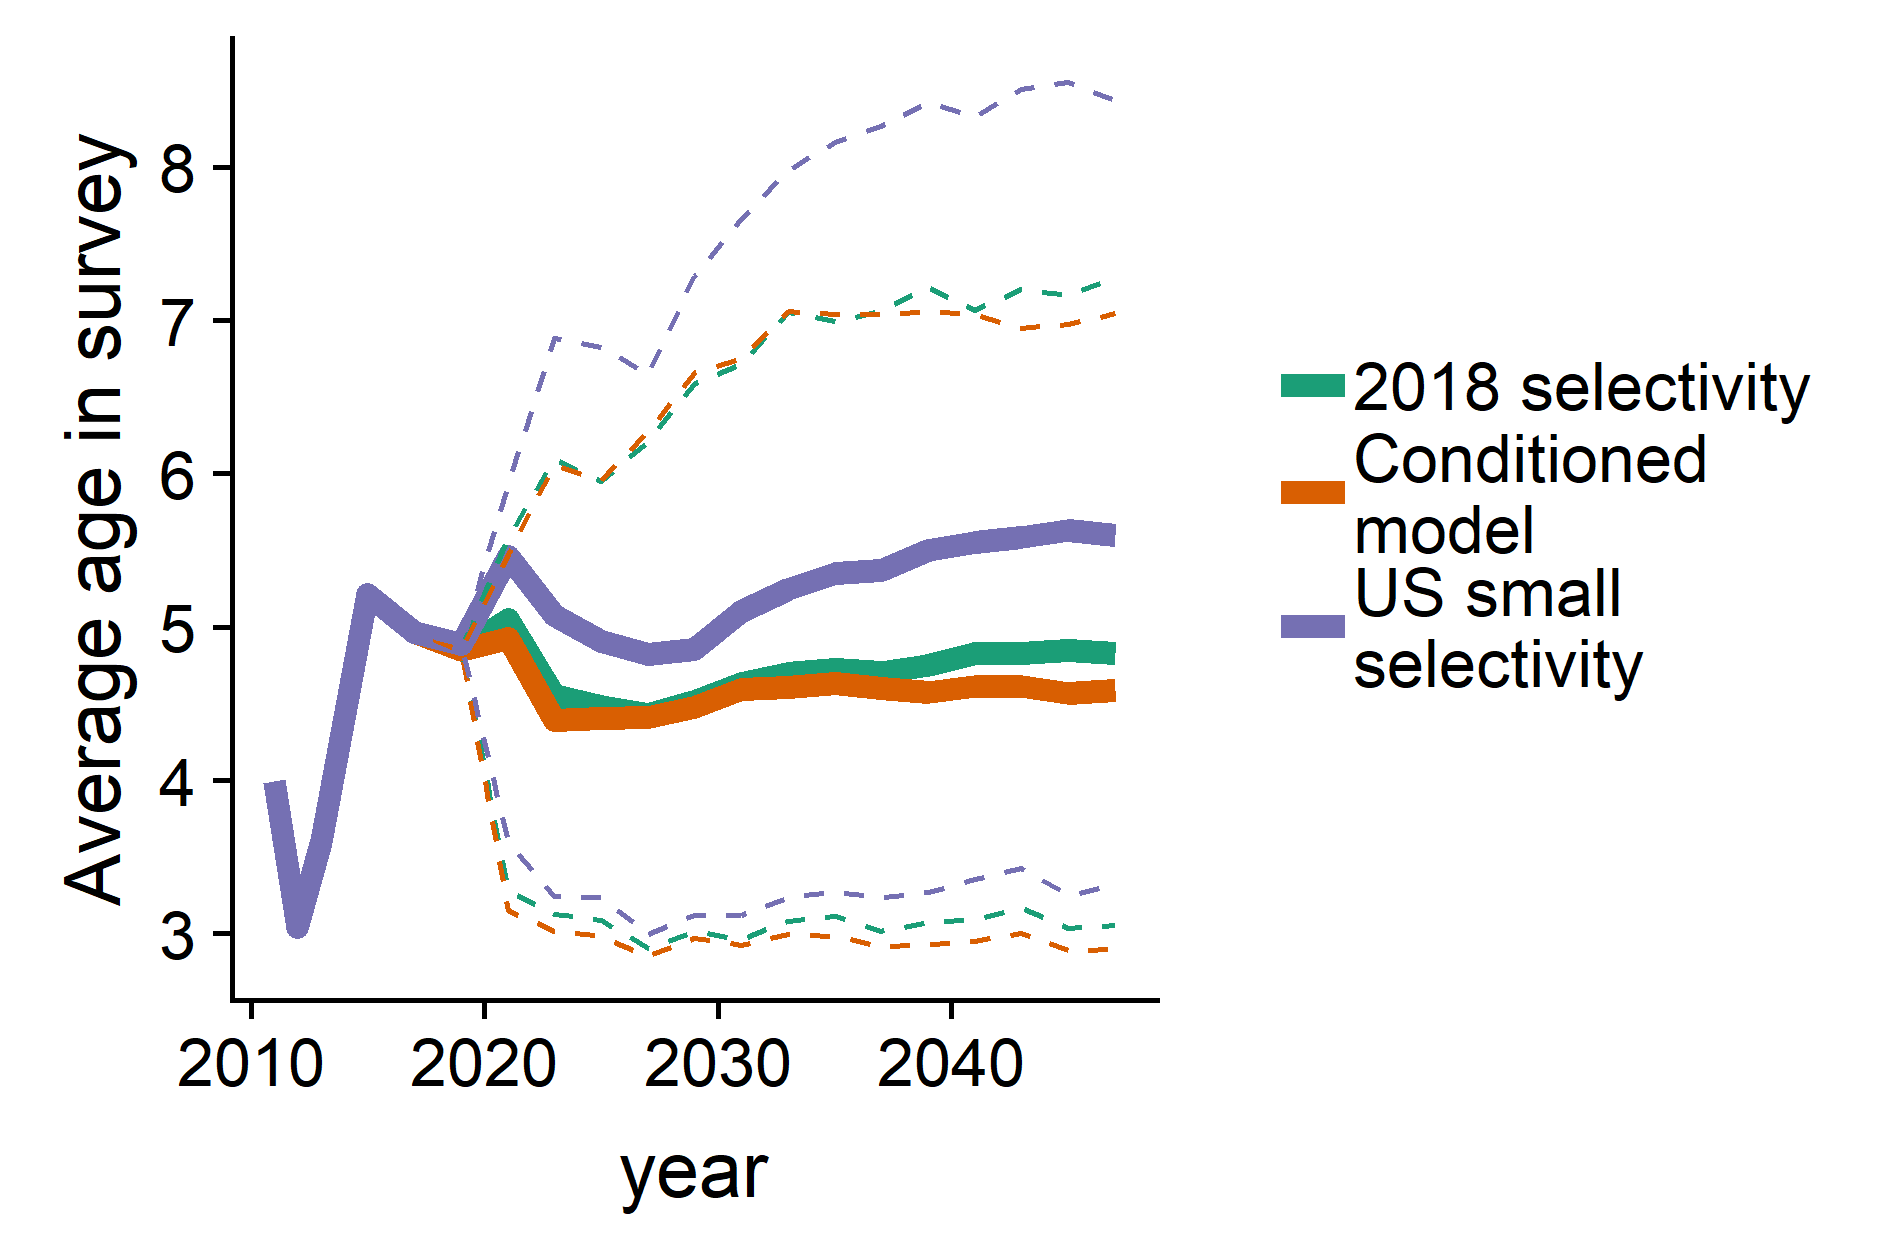 Average age in survey
8
7
6
5
4
3
2010 2020 2030 2040
year
2018 selectivity
Conditioned
model
US small
selectivity